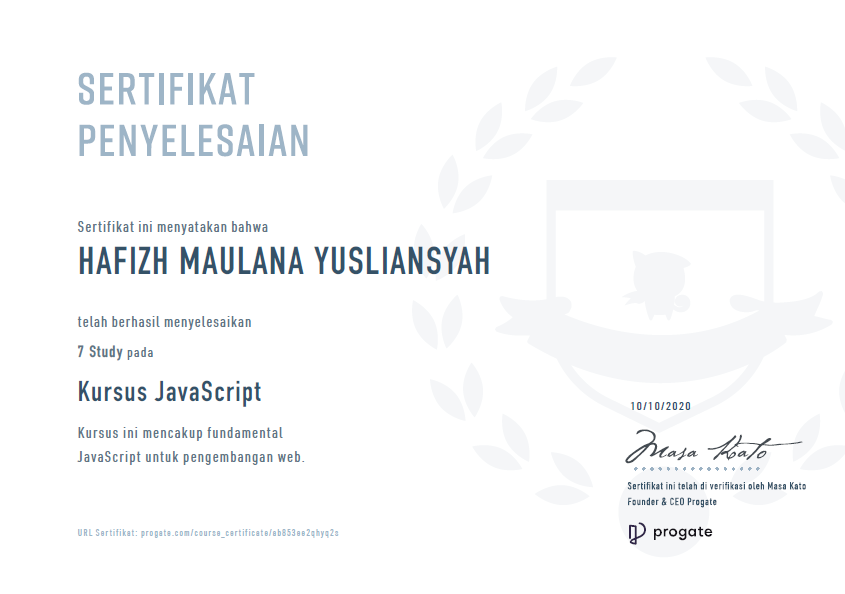 SERTIFIKAT
PENYELESAIAN
Sertifikat ini menyatakan bahwa
HAFIZH MAULANA YUSLIANSYAH
telah berhasil menyelesaikan
7 Study pada
Kursus JavaScript
Kursus ini mencakup fundamental
JavaScript untuk pengembangan web.
10/10/2020
Masa Kato
Sertifikat ini telah di verifikasi oleh Masa Kato
Founder & CEO Progate
URL Sertifikat: progate.com/course_certificate/ab853ee2qhyq2s
progate